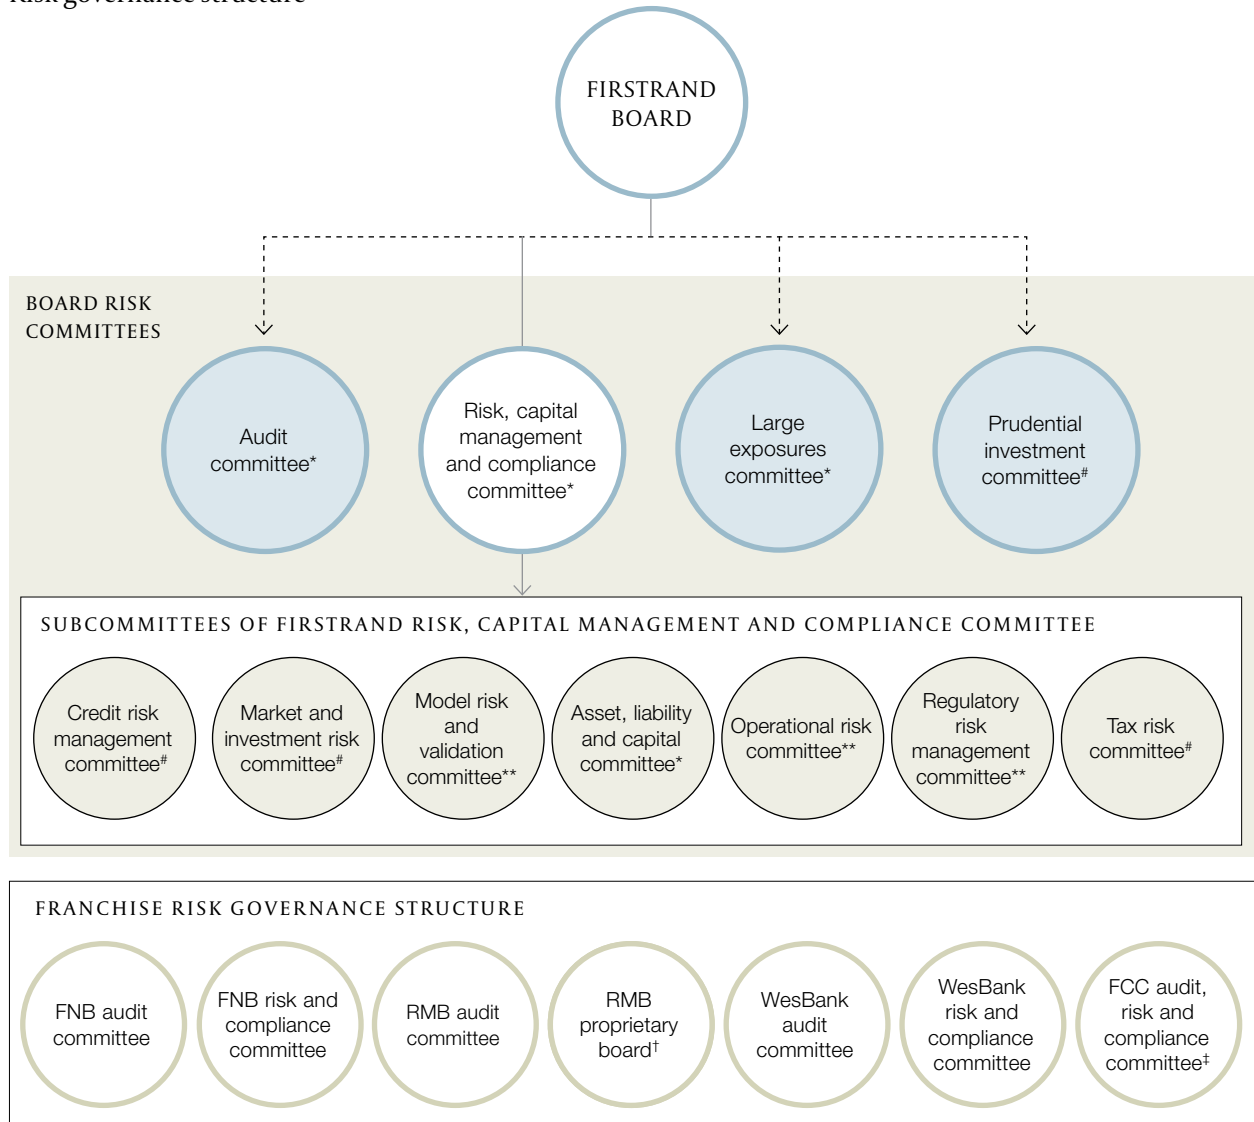 Risk governance structure
FIRSTRAND
BOARD
BOARD RISK
COMMITTEES
Audit
committee*
Risk, capital
management
and compliance
committee*
Large
exposures
committee*
Prudential
investment
committee#
SUBCOMMITTEES OF FIRSTRAND RISK, CAPITAL MANAGEMENT AND COMPLIANCE COMMITTEE
Credit risk
management
committee#
Market and
investment risk
committee#
Model risk
and
validation
committee**
Asset, liability
and capital
committee*
Operational risk
committee**
Regulatory
risk
management
committee**
Tax risk
committee#
FRANCHISE RISK GOVERNANCE STRUCTURE
FNB audit
committee
FNB risk and
compliance
committee
RMB audit
committee
RMB
proprietary
board†
WesBank
audit
committee
WesBank
risk and
compliance
committee
FCC audit,
risk and
compliance
committee‡